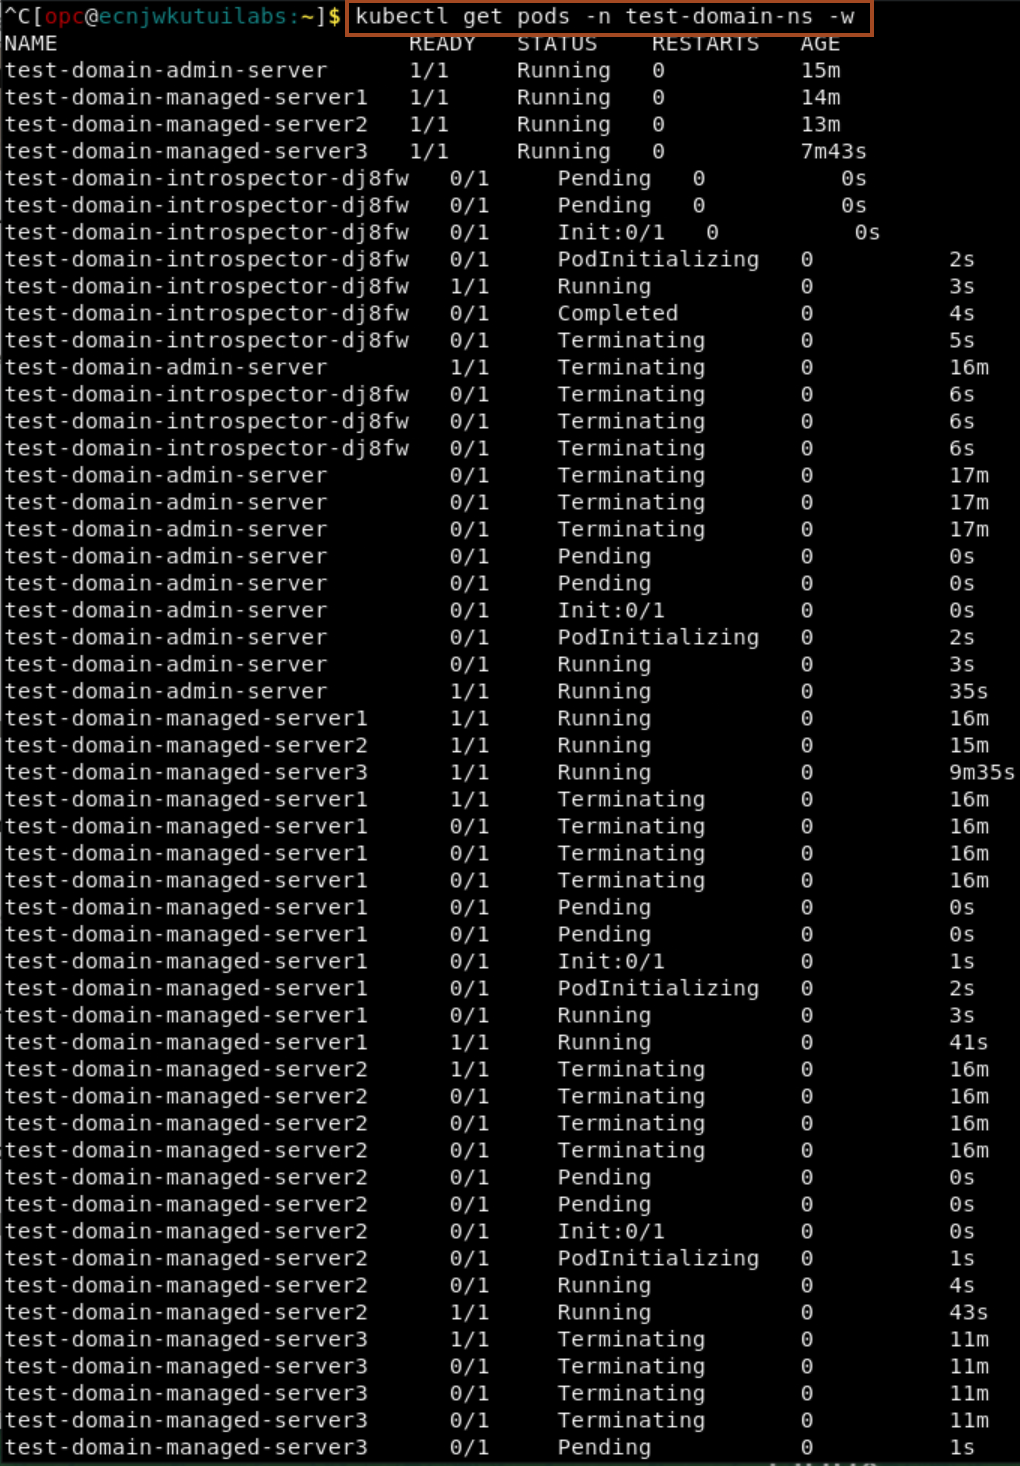 ^C[opc@ecnjwkutuilabs:~]$ kubectl get pods -n test-domain-ns -w
NAME READY STATUS RESTARTS AGE
test-domain-admin-server 1/1 Running 0 15m
test-domain-managed-server1 1/1 Running 0 14m
test-domain-managed-server2 1/1 Running 0 13m
test-domain-managed-server3 1/1 Running 0 7m43s
test-domain-introspector-dj8fw 0/1 Pending 0 0s
test-domain-introspector-dj8fw 0/1 Pending 0 0s
test-domain-introspector-dj8fw 0/1 Init:0/1 0 0s
test-domain-introspector-dj8fw 0/1 PodInitializing 0 2s
test-domain-introspector-dj8fw 1/1 Running 0 3s
test-domain-introspector-dj8fw 0/1 Completed 0 4s
test-domain-introspector-dj8fw 0/1 Terminating 0 5s
test-domain-admin-server 1/1 Terminating 0 16m
test-domain-introspector-dj8fw 0/1 Terminating 0 6s
test-domain-introspector-dj8fw 0/1 Terminating 0 6s
test-domain-introspector-dj8fw 0/1 Terminating 0 6s
test-domain-admin-server 0/1 Terminating 0 17m
test-domain-admin-server 0/1 Terminating 0 17m
test-domain-admin-server 0/1 Terminating 0 17m
test-domain-admin-server 0/1 Pending 0 0s
test-domain-admin-server 0/1 Pending 0 0s
test-domain-admin-server 0/1 Init:0/1 0 0s
test-domain-admin-server 0/1 PodInitializing 0 2s
test-domain-admin-server 0/1 Running 0 3s
test-domain-admin-server 1/1 Running 0 35s
test-domain-managed-server1 1/1 Running 0 16m
test-domain-managed-server2 1/1 Running 0 15m
test-domain-managed-server3 1/1 Running 0 9m35s
test-domain-managed-server1 1/1 Terminating 0 16m
test-domain-managed-server1 0/1 Terminating 0 16m
test-domain-managed-server1 0/1 Terminating 0 16m
test-domain-managed-server1 0/1 Terminating 0 16m
test-domain-managed-server1 0/1 Pending 0 0s
test-domain-managed-server1 0/1 Pending 0 0s
test-domain-managed-server1 0/1 Init:0/1 0 1s
test-domain-managed-server1 0/1 PodInitializing 0 2s
test-domain-managed-server1 0/1 Running 0 3s
test-domain-managed-server1 1/1 Running 0 41s
test-domain-managed-server2 1/1 Terminating 0 16m
test-domain-managed-server2 0/1 Terminating 0 16m
test-domain-managed-server2 0/1 Terminating 0 16m
test-domain-managed-server2 0/1 Terminating 0 16m
test-domain-managed-server2 0/1 Pending 0 0s
test-domain-managed-server2 0/1 Pending 0 0s
test-domain-managed-server2 0/1 Init:0/1 0 0s
test-domain-managed-server2 0/1 PodInitializing 0 1s
test-domain-managed-server2 0/1 Running 0 4s
test-domain-managed-server2 1/1 Running 0 43s
test-domain-managed-server3 1/1 Terminating 0 11m
test-domain-managed-server3 0/1 Terminating 0 11m
test-domain-managed-server3 0/1 Terminating 0 11m
test-domain-managed-server3 0/1 Terminating 0 11m
test-domain-managed-server3 0/1 Pending 0 1s